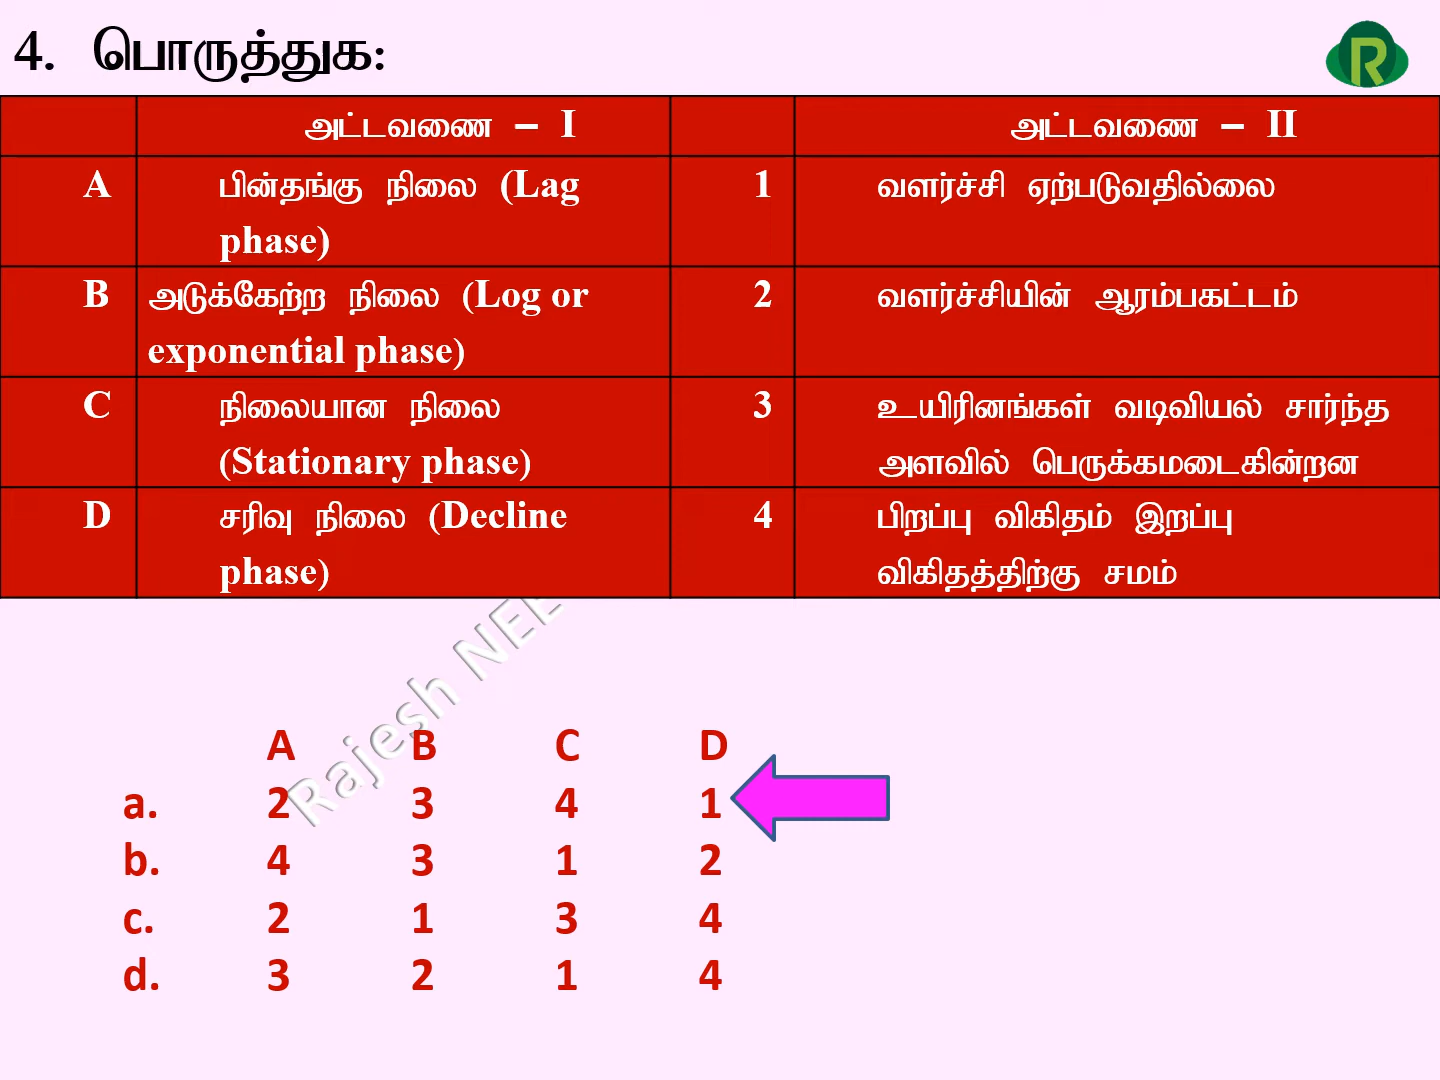 4. பொருத்துக:
R
அட்டவணை – I அட்டவணை – II
A பின்தங்கு நிலை (Lag phase) 1 வளர்ச்சி ஏற்படுவதில்லை
B அடுக்கேற்ற நிலை (Log or exponential phase) 2 வளர்ச்சியின் ஆரம்பகட்டம்
C நிலையான நிலை (Stationary phase) 3 உயிரினங்கள் வடிவியல் சார்ந்த அளவில் பெருக்கமடைகின்றன
D சரிவு நிலை (Decline phase) 4 பிறப்பு விகிதம் இறப்பு விகிதத்திற்கு சமம்
Rajesh NEE
A B C D
a. 2 3 4 1
b. 4 3 1 2
c. 2 1 3 4
d. 3 2 1 4